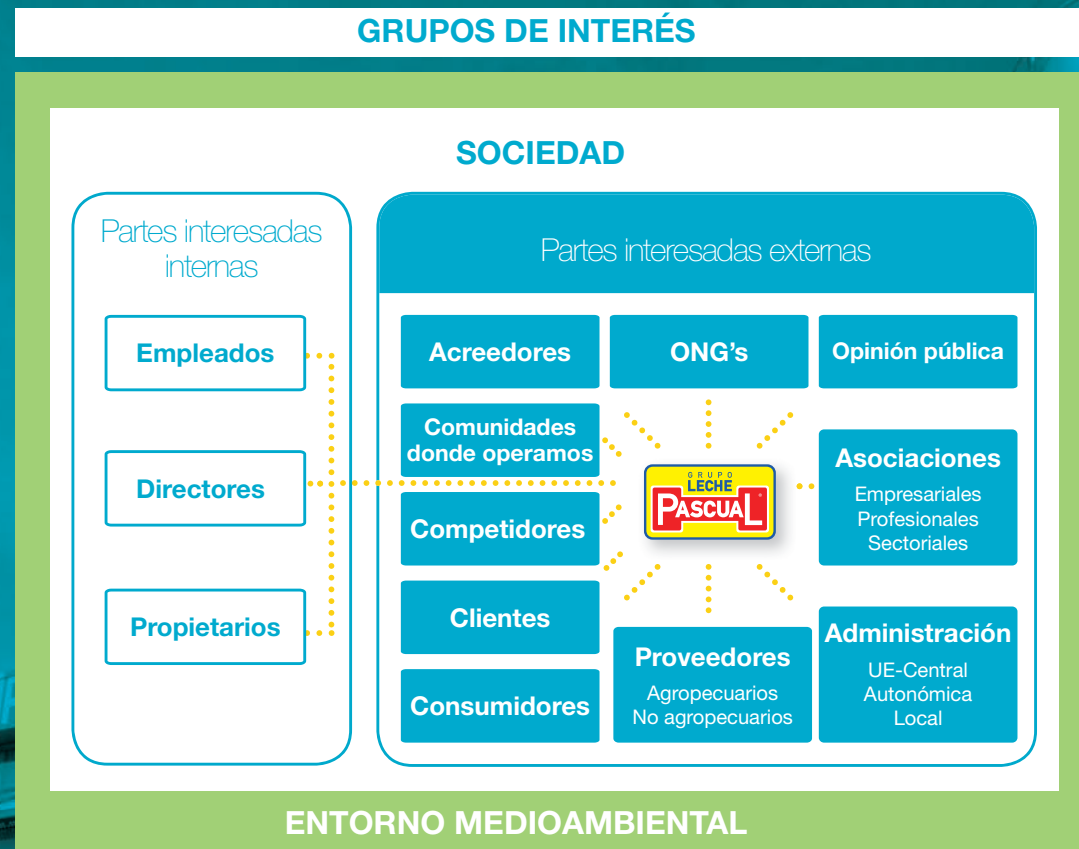 GRUPOS DE INTERÉS
SOCIEDAD
Partes interesadas
internas
Empleados
Directores
Propietarios
Partes interesadas externas
Acreedores
ONG's
Opinión pública
Comunidades
donde operamos
Competidores
Clientes
Consumidores
GRUPO
LECHE
PASCUAL
Asociaciones
Empresariales
Profesionales
Sectoriales
Proveedores
Agropecuarios
No agropecuarios
Administración
UE-Central
Autonómica
Local
ENTORNO MEDIOAMBIENTAL